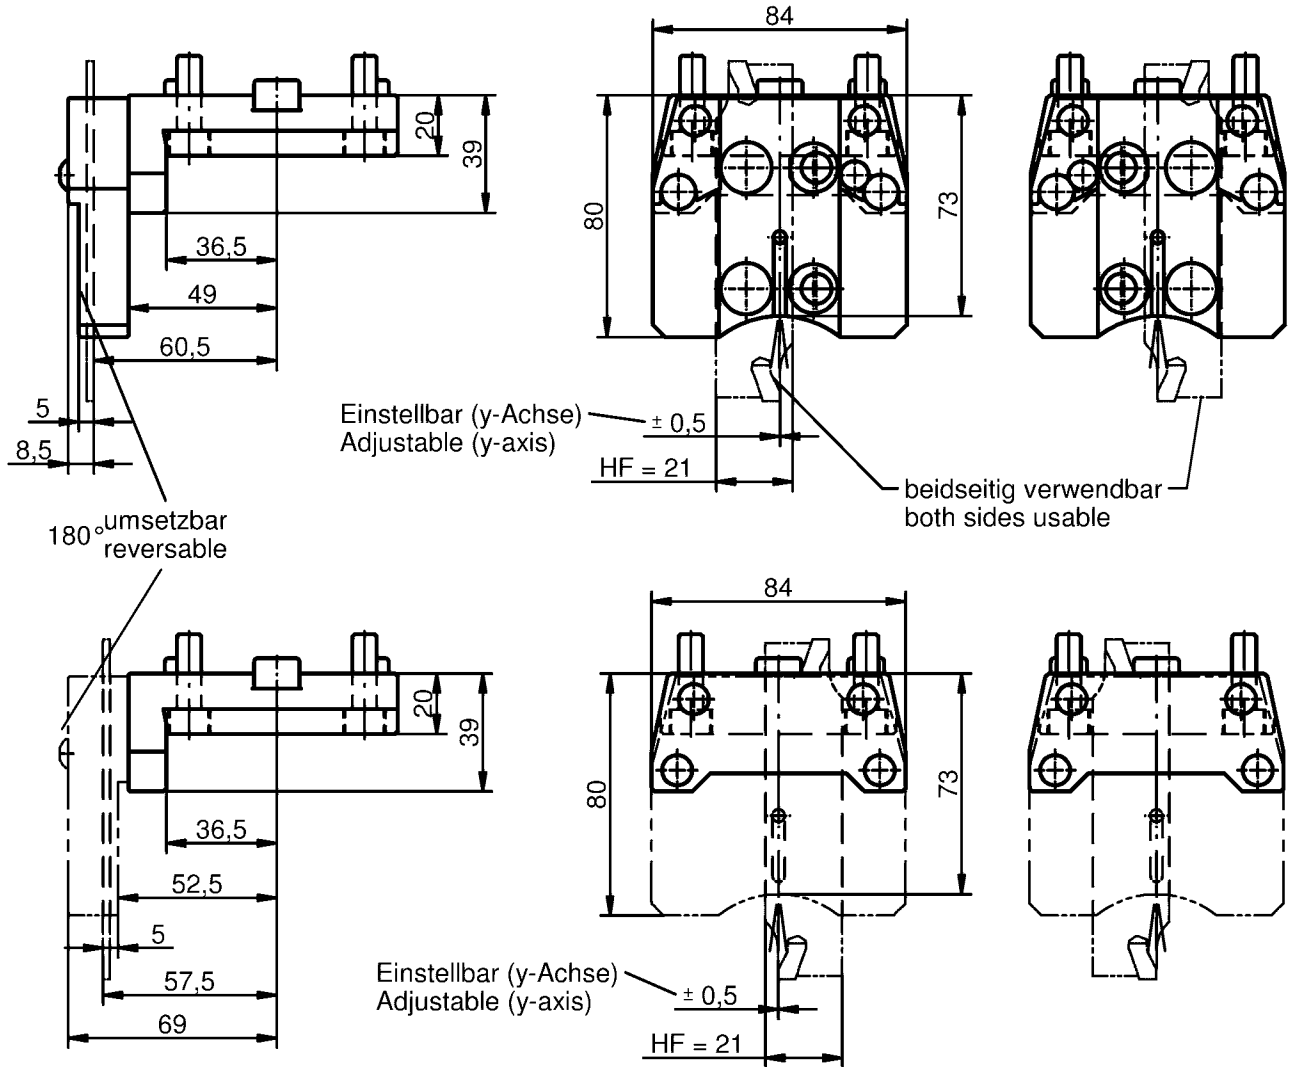 84
20
39
80
73
36,5
49
60,5
5
8,5
Einstellbar (y-Achse)
Adjustable (y-axis)
± 0,5
HF = 21
beidseitig verwendbar
both sides usable
180° umsetzbar
reversable
84
20
39
80
73
36,5
52,5
5
57,5
69
Einstellbar (y-Achse)
Adjustable (y-axis)
± 0,5
HF = 21